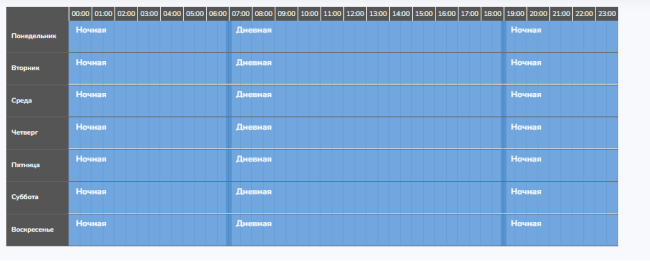 00:00 01:00 02:00 03:00 04:00 05:00 06:00 07:00 08:00 09:00 10:00 11:00 12:00 13:00 14:00 15:00 16:00 17:00 18:00 19:00 20:00 21:00 22:00 23:00
Понедельник Ночная Дневная Ночная
Вторник Ночная Дневная Ночная
Среда Ночная Дневная Ночная
Четверг Ночная Дневная Ночная
Пятница Ночная Дневная Ночная
Суббота Ночная Дневная Ночная
Воскресенье Ночная Дневная Ночная